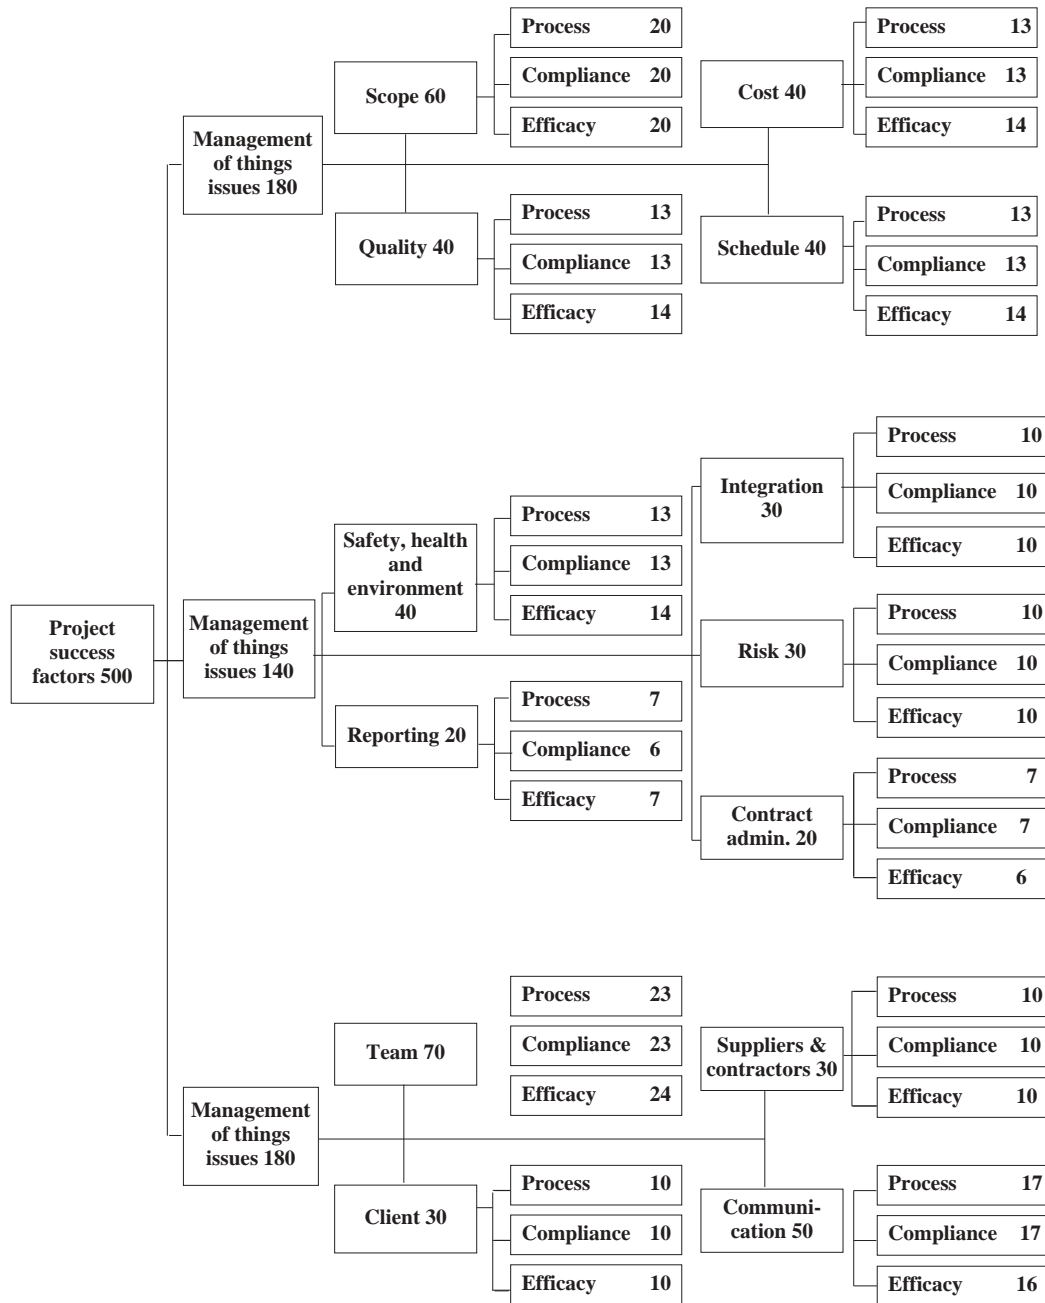 Project
success
factors 500
Management
of things
issues 180
Scope 60
Process 20
Compliance 20
Efficacy 20
Quality 40
Process 13
Compliance 13
Efficacy 14
Cost 40
Process 13
Compliance 13
Efficacy 14
Schedule 40
Process 13
Compliance 13
Efficacy 14
Management
of things
issues 140
Safety, health
and
environment
40
Process 13
Compliance 13
Efficacy 14
Reporting 20
Process 7
Compliance 6
Efficacy 7
Integration
30
Process 10
Compliance 10
Efficacy 10
Risk 30
Process 10
Compliance 10
Efficacy 10
Contract
admin. 20
Process 7
Compliance 7
Efficacy 6
Management
of things
issues 180
Team 70
Process 23
Compliance 23
Efficacy 24
Client 30
Process 10
Compliance 10
Efficacy 10
Suppliers &
contractors 30
Process 10
Compliance 10
Efficacy 10
Communi-
cation 50
Process 17
Compliance 17
Efficacy 16